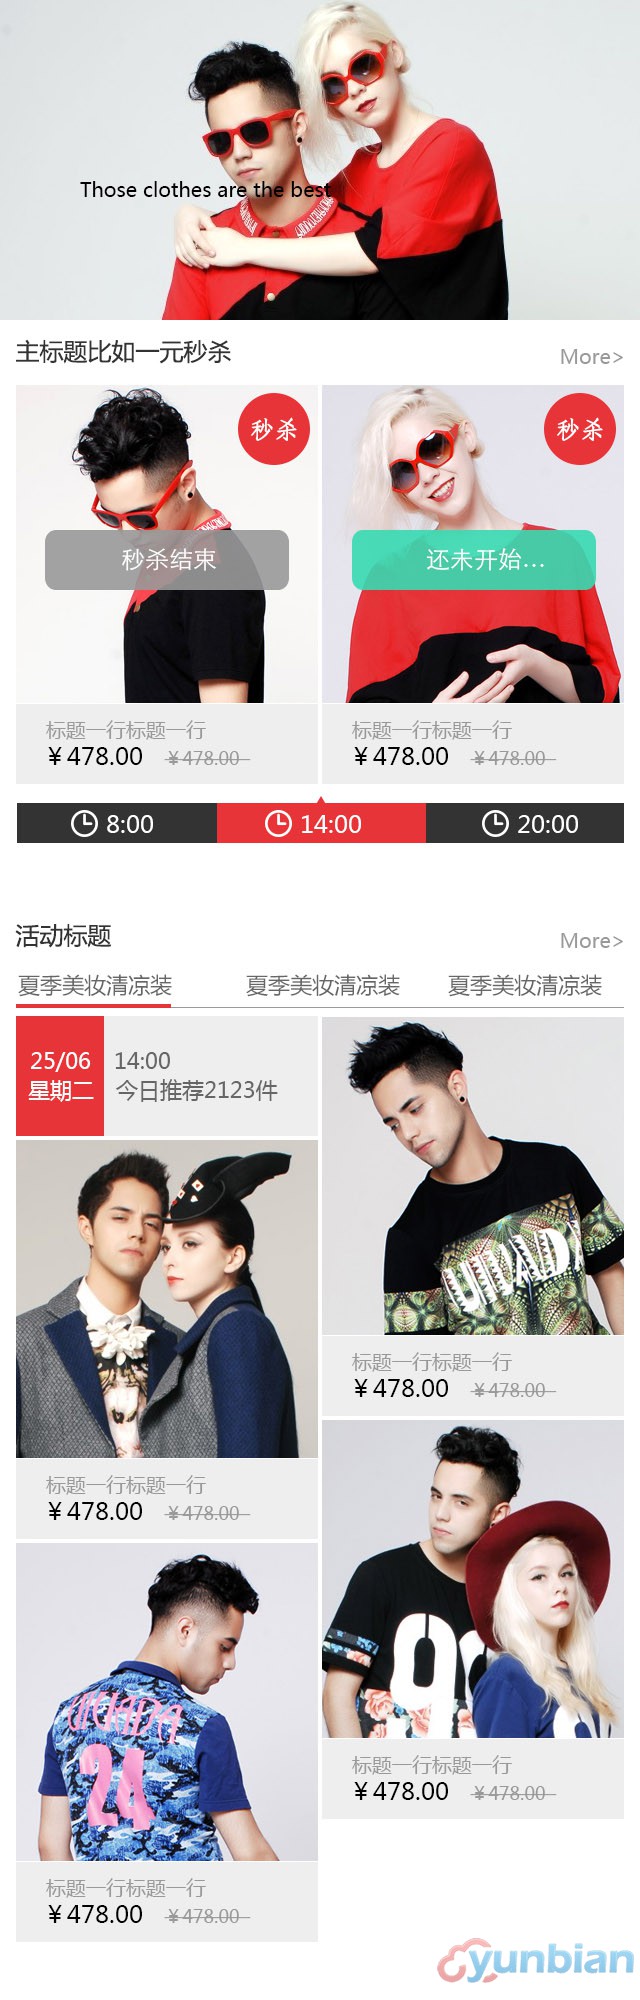 Those clothes are the best
主标题比如一元秒杀
More>
秒杀
秒杀
秒杀结束
还未开始...
标题一行标题一行
¥478.00 ¥478.00
标题一行标题一行
¥478.00 ¥478.00
8:00
14:00
20:00
活动标题
More>
夏季美妆清凉装
夏季美妆清凉装
夏季美妆清凉装
25/06
星期二
14:00
今日推荐2123件
标题一行标题一行
¥478.00 ¥478.00
标题一行标题一行
¥478.00 ¥478.00
24
标题一行标题一行
¥478.00 ¥478.00
标题一行标题一行
¥478.00 ¥478.00
yunbian